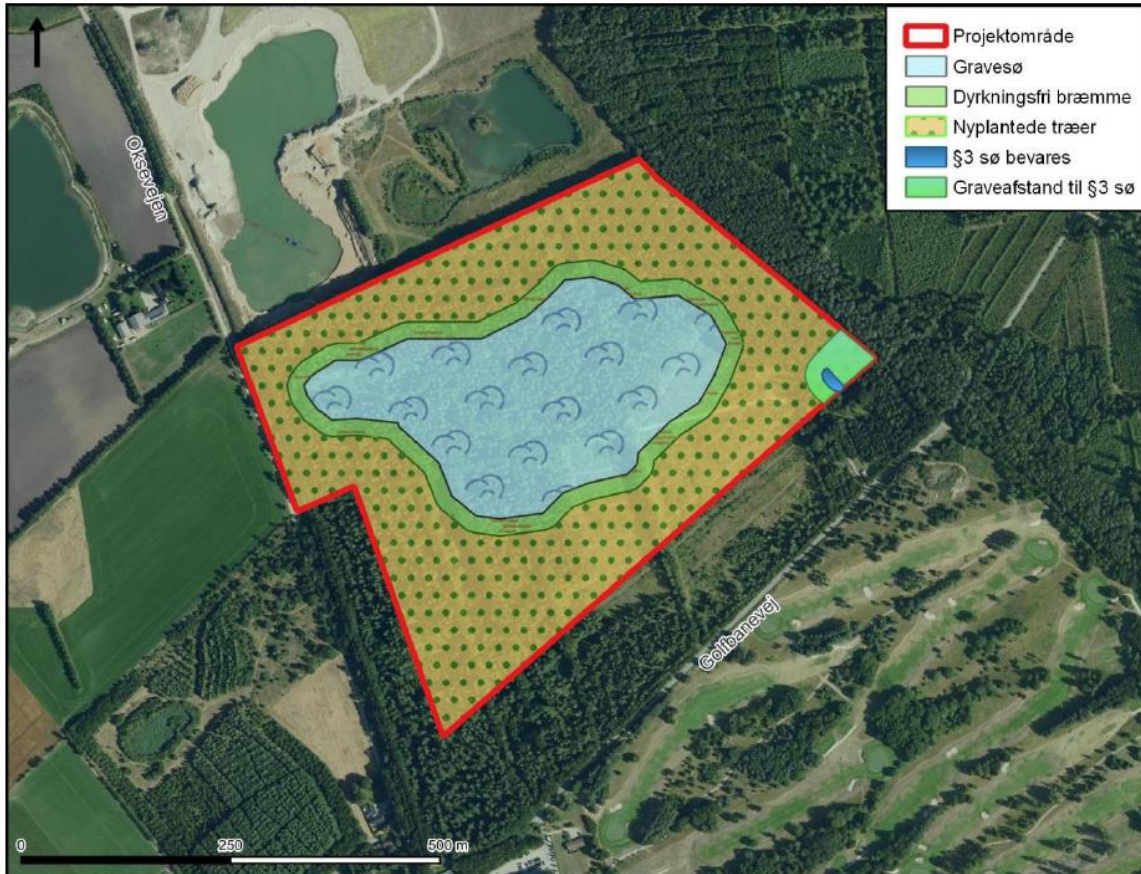 Projektområde
Gravesø
Dyrkningsfri bræmme
Nyplantede træer
§3 sø bevares
Graveafstand til §3 sø
Oksevejen
Golfbanevej
0 250 500 m